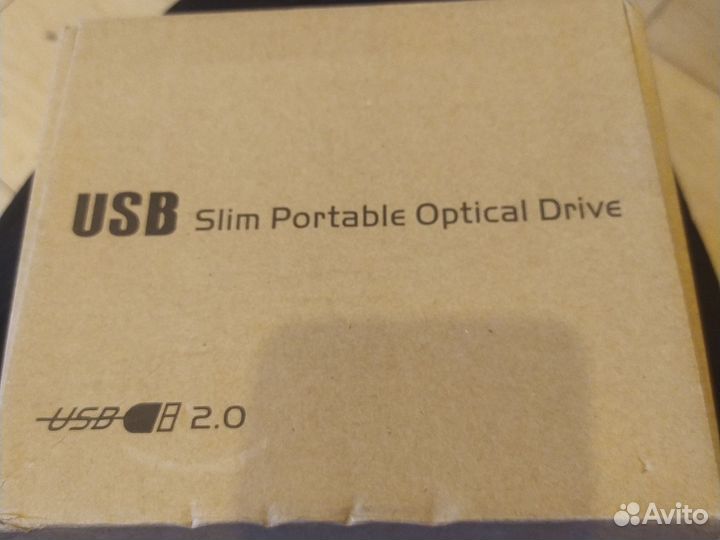 USB Slim Portable Optical Drive
USB 2.0
Avito